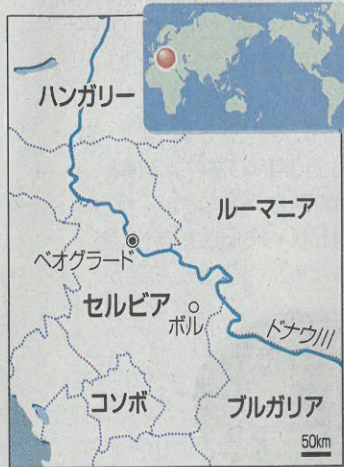 ハンガリー
ルーマニア
ベオグラード
セルビア
ボル
ドナウ川
コソボ
ブルガリア
50km